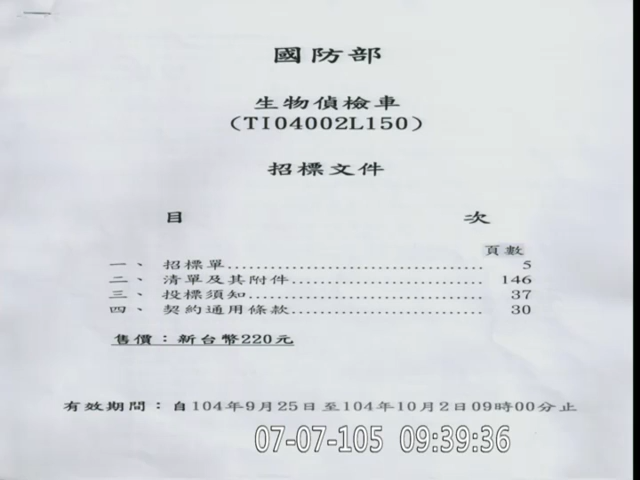 國防部
生物偵檢車
(TI04002L150)
招標文件
目 次
頁數
一、 招標單 5
二、 清單及其附件 146
三、 投標須知 37
四、 契約通用條款 30
售價：新台幣220元
有效期間：自104年9月25日至104年10月2日09時00分止
07-07-105 09:39:36